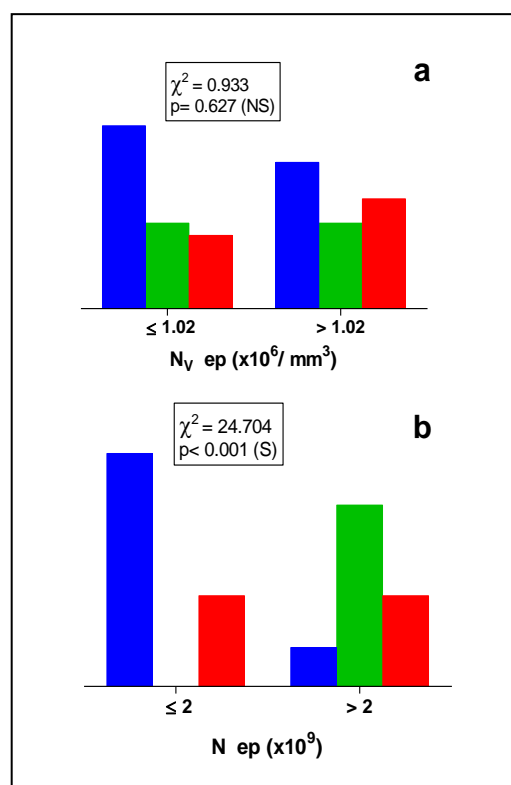 a
χ² = 0.933
p= 0.627 (NS)
≤ 1.02 > 1.02
N_V ep (x10⁶/ mm³)
b
χ² = 24.704
p< 0.001 (S)
≤ 2 > 2
N ep (x10⁹)